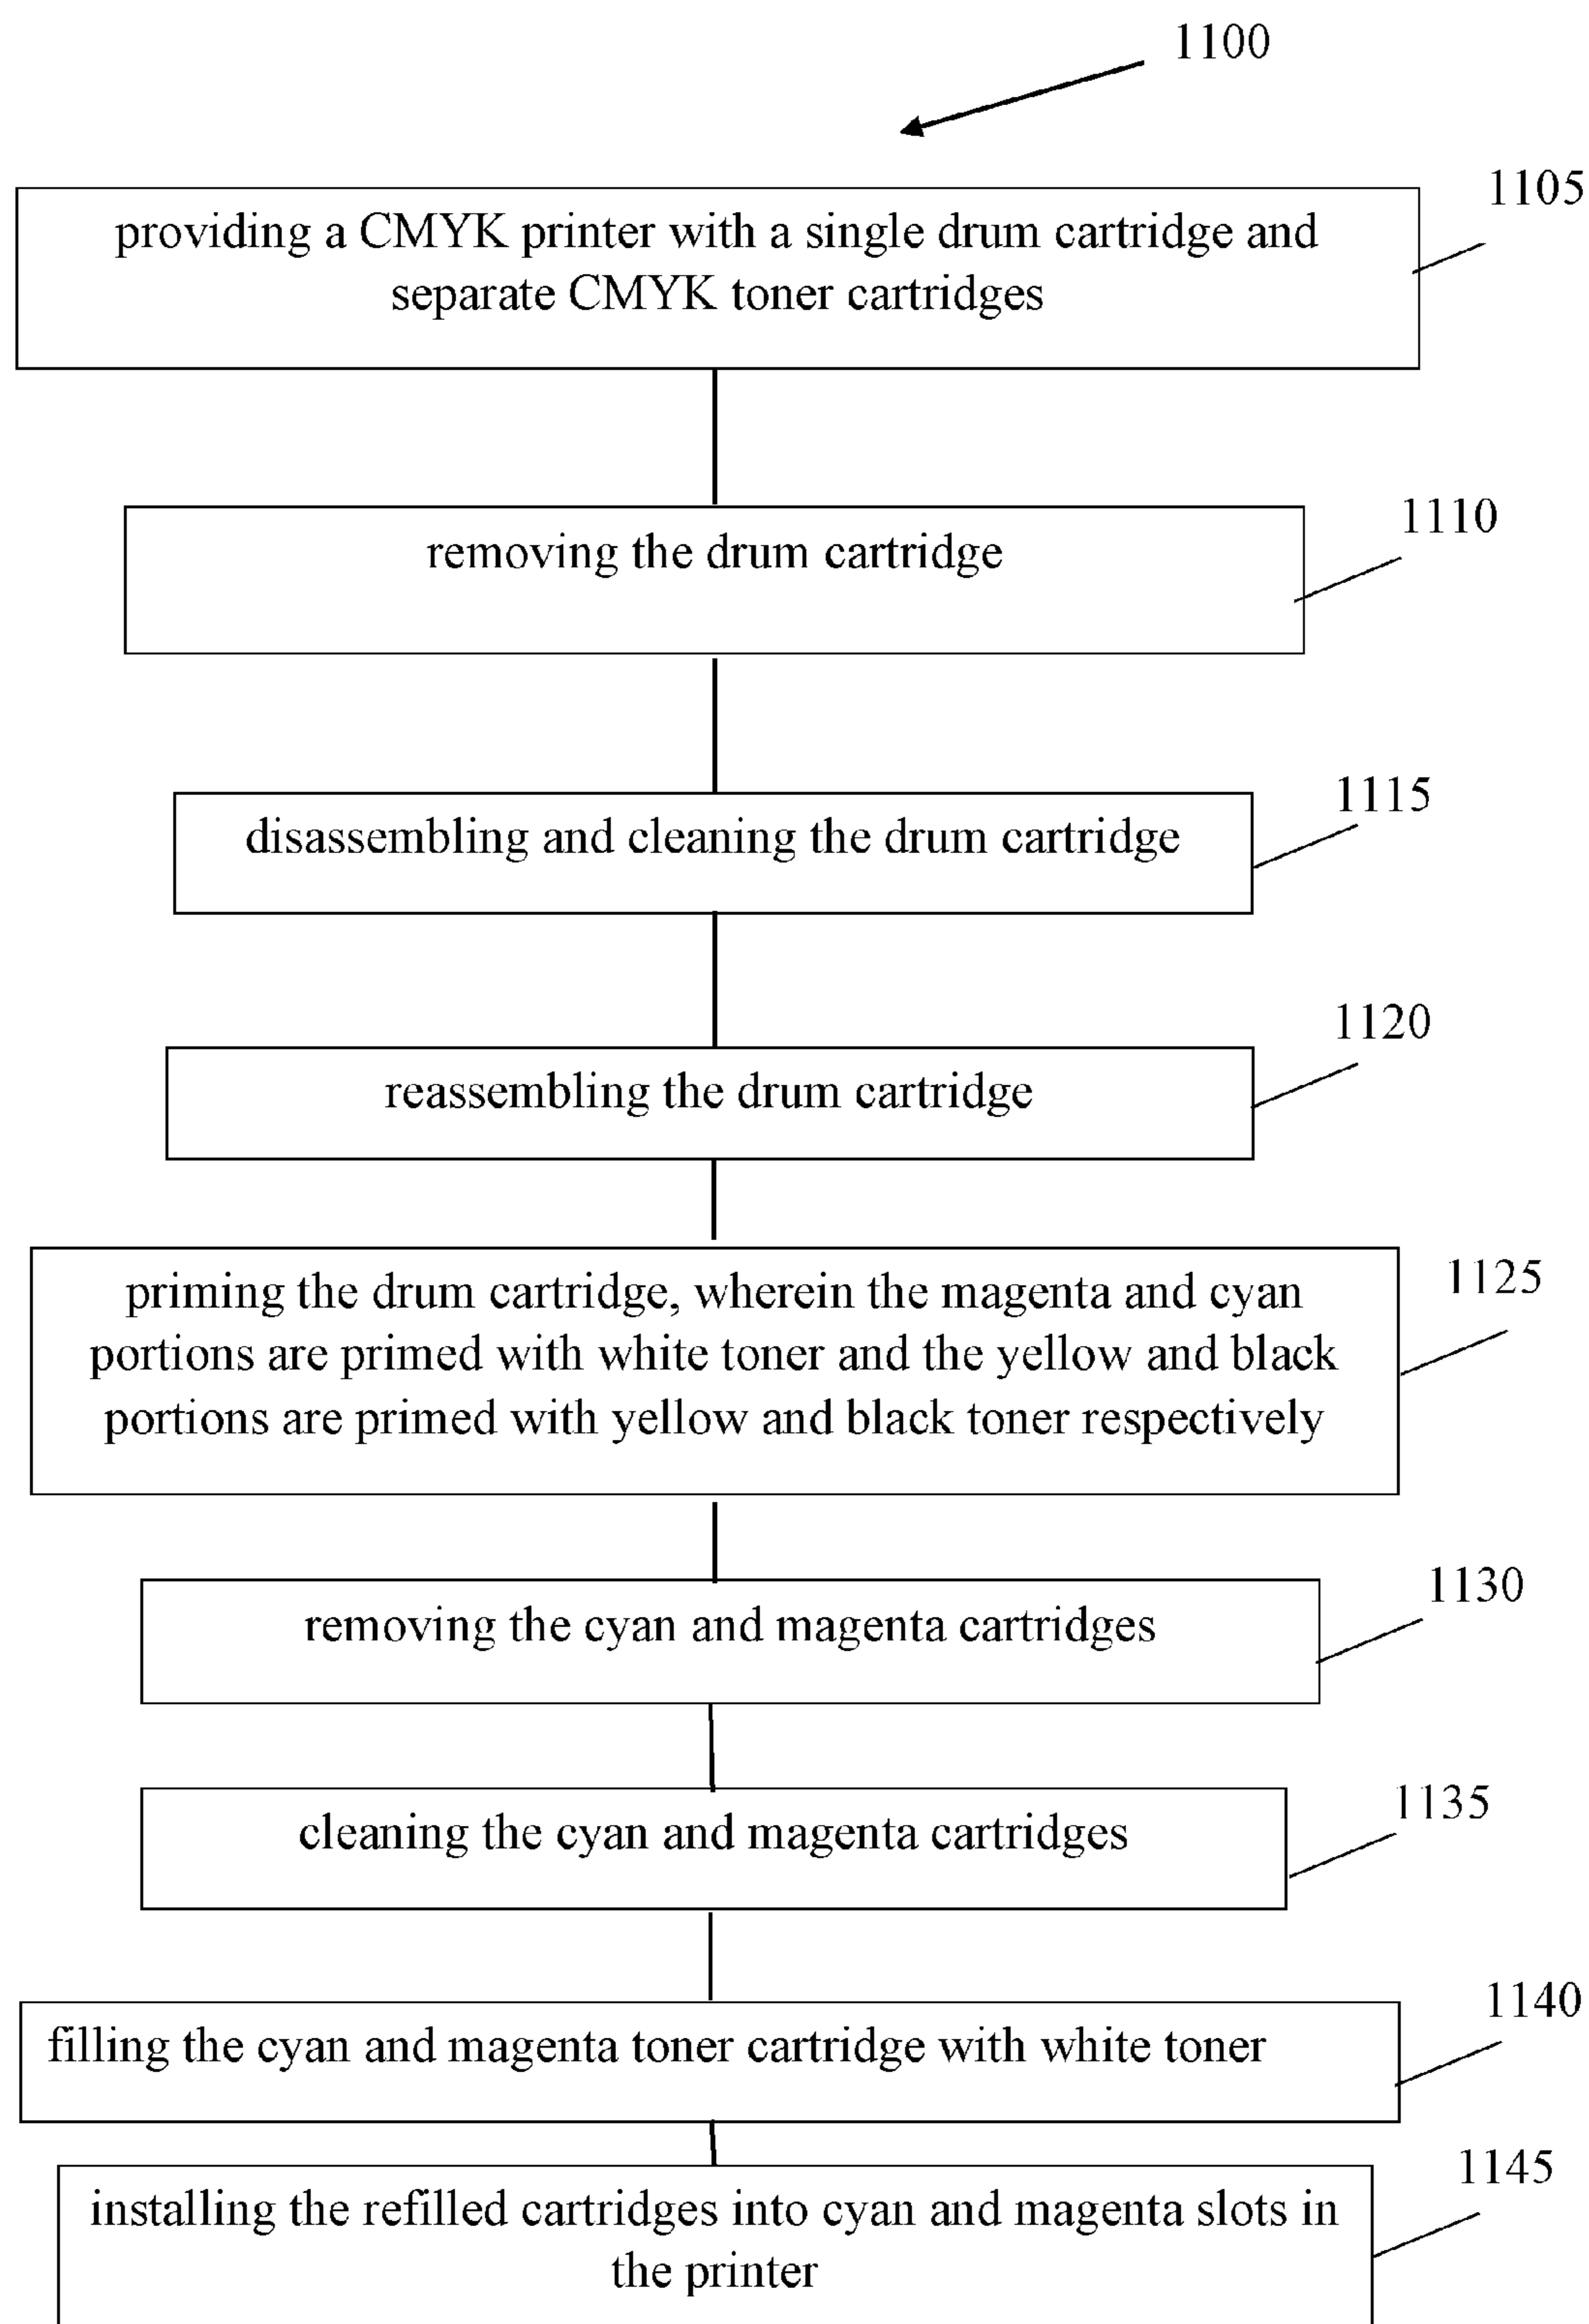 1100
1105
providing a CMYK printer with a single drum cartridge and
separate CMYK toner cartridges
1110
removing the drum cartridge
1115
disassembling and cleaning the drum cartridge
1120
reassembling the drum cartridge
1125
priming the drum cartridge, wherein the magenta and cyan
portions are primed with white toner and the yellow and black
portions are primed with yellow and black toner respectively
1130
removing the cyan and magenta cartridges
1135
cleaning the cyan and magenta cartridges
1140
filling the cyan and magenta toner cartridge with white toner
1145
installing the refilled cartridges into cyan and magenta slots in
the printer